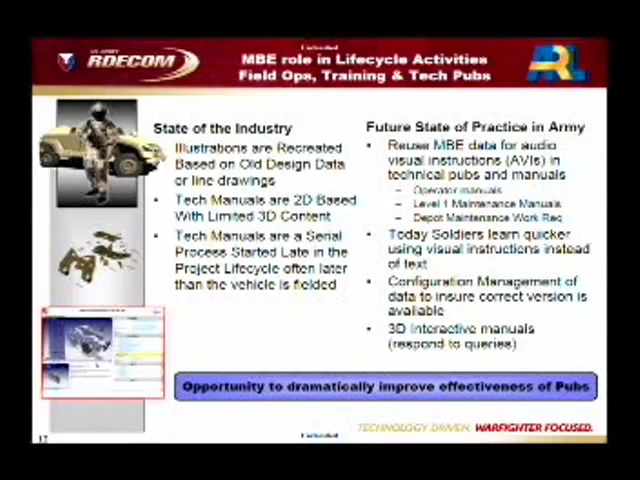 U.S. ARMY
RDECOM
MBE role in Lifecycle Activities
Field Ops, Training & Tech Pubs
ARL
State of the Industry
Illustrations are Recreated
Based on Old Design Data
or line drawings
• Tech Manuals are 2D Based
With Limited 3D Content
• Tech Manuals are a Serial
Process Started Late in the
Project Lifecycle often later
than the vehicle is fielded
Future State of Practice in Army
• Reuse MBE data for audio
visual instructions (AVIs) in
technical pubs and manuals
– Operator manuals
– Level 1 Maintenance Manuals
– Depot Maintenance Work Req
• Today Soldiers learn quicker
using visual instructions instead
of text
• Configuration Management of
data to insure correct version is
available
• 3D Interactive manuals
(respond to queries)
Opportunity to dramatically improve effectiveness of Pubs
TECHNOLOGY DRIVEN. WARFIGHTER FOCUSED.